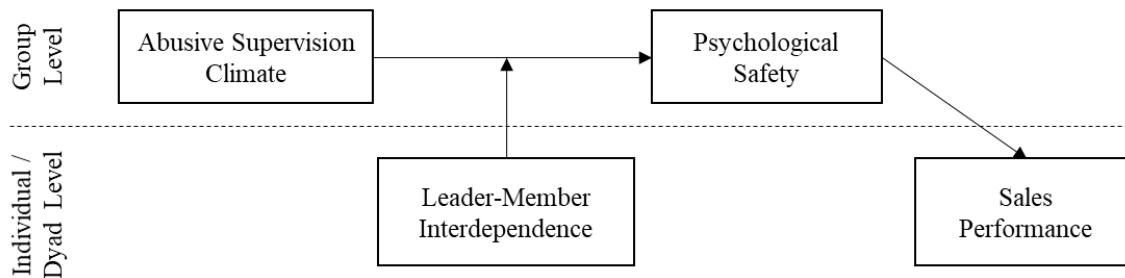 Group
Level
Abusive Supervision
Climate
Psychological
Safety
Individual /
Dyad Level
Leader-Member
Interdependence
Sales
Performance